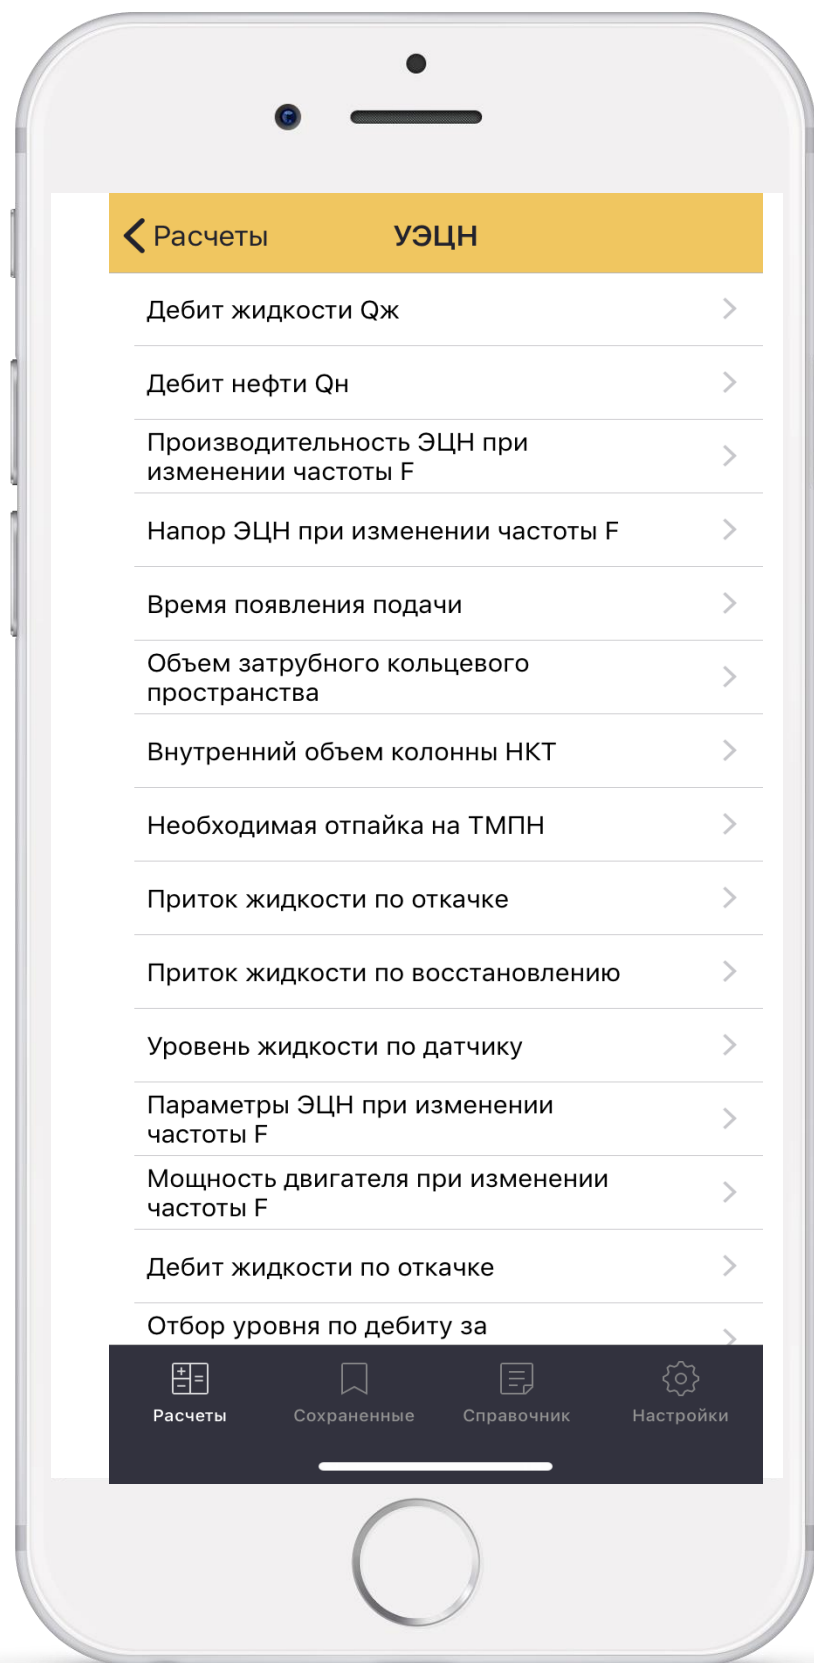 Расчеты
УЭЦН
Дебит жидкости Qж
Дебит нефти Qн
Производительность ЭЦН при
изменении частоты F
Напор ЭЦН при изменении частоты F
Время появления подачи
Объем затрубного кольцевого
пространства
Внутренний объем колонны НКТ
Необходимая отпайка на ТМПН
Приток жидкости по откачке
Приток жидкости по восстановлению
Уровень жидкости по датчику
Параметры ЭЦН при изменении
частоты F
Мощность двигателя при изменении
частоты F
Дебит жидкости по откачке
Отбор уровня по дебиту за
Расчеты
Сохраненные
Справочник
Настройки